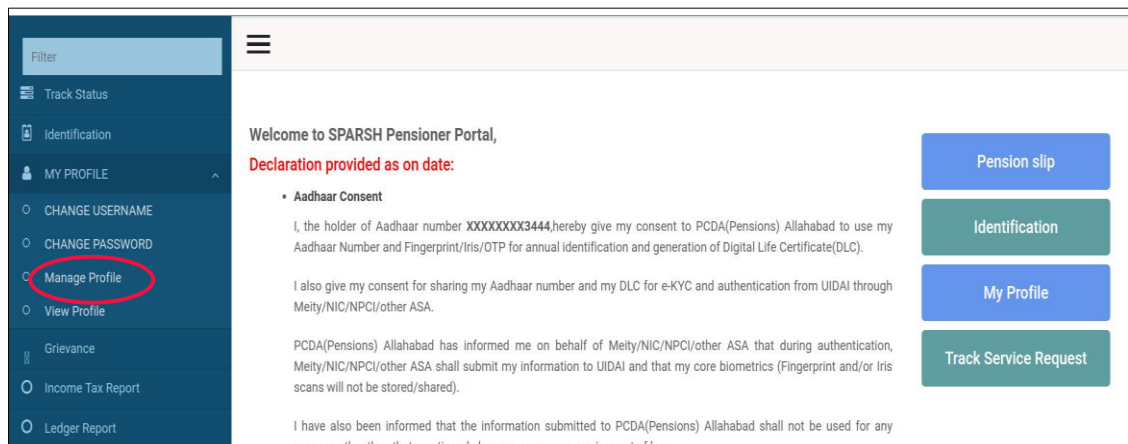 Filter
Track Status
Identification
MY PROFILE
CHANGE USERNAME
CHANGE PASSWORD
Manage Profile
View Profile
Grievance
Income Tax Report
Ledger Report
Welcome to SPARSH Pensioner Portal,
Declaration provided as on date:
• Aadhaar Consent
I, the holder of Aadhaar number XXXXXXXX3444,hereby give my consent to PCDA(Pensions) Allahabad to use my
Aadhaar Number and Fingerprint/Iris/OTP for annual identification and generation of Digital Life Certificate(DLC).
I also give my consent for sharing my Aadhaar number and my DLC for e-KYC and authentication from UIDAI through
Meity/NIC/NPCI/other ASA.
PCDA(Pensions) Allahabad has informed me on behalf of Meity/NIC/NPCI/other ASA that during authentication,
Meity/NIC/NPCI/other ASA shall submit my information to UIDAI and that my core biometrics (Fingerprint and/or Iris
scans will not be stored/shared).
I have also been informed that the information submitted to PCDA(Pensions) Allahabad shall not be used for any
Pension slip
Identification
My Profile
Track Service Request